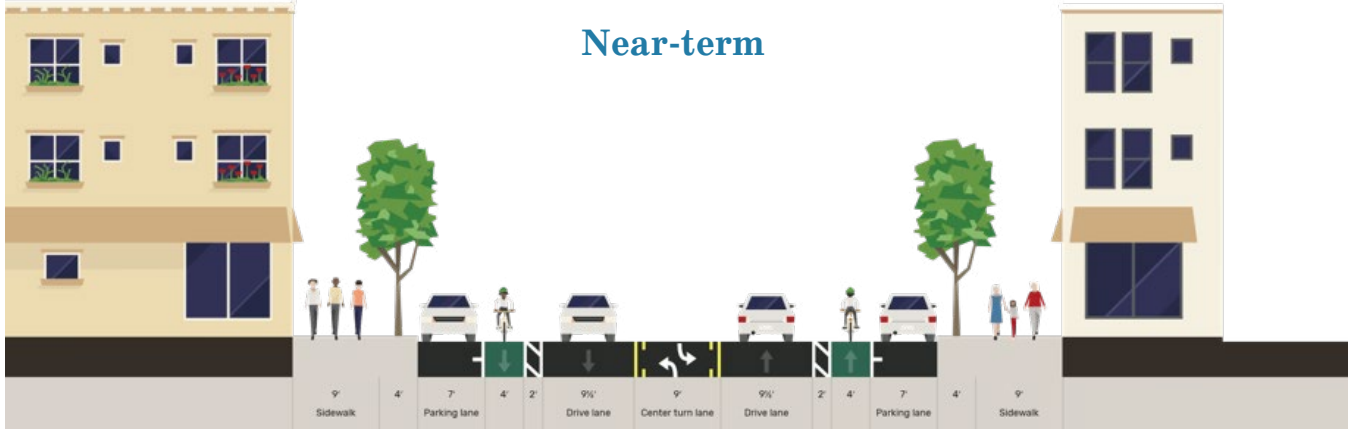 Near-term
9' 4' 7' 4' 2' 9½' 9' 9½' 2' 4' 7' 4' 9'
Sidewalk Parking lane Drive lane Center turn lane Drive lane Parking lane Sidewalk